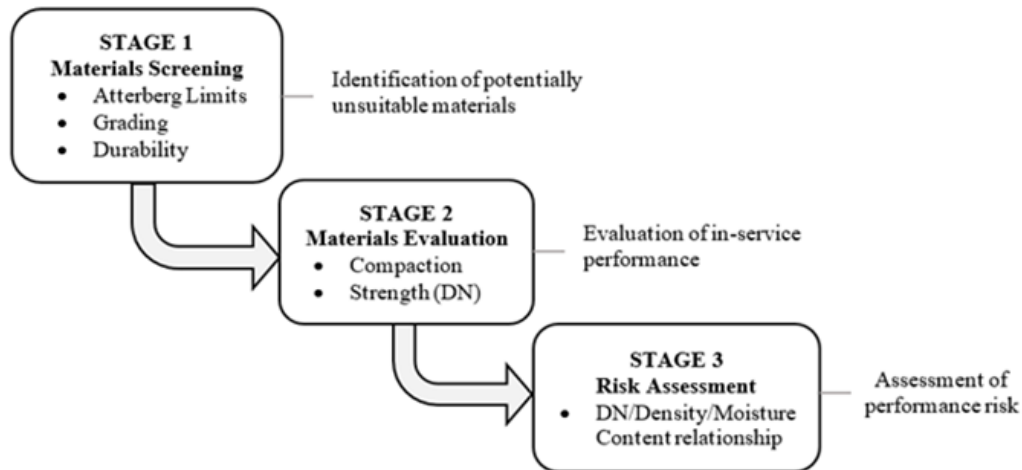 STAGE 1
Materials Screening
• Atterberg Limits
• Grading
• Durability
Identification of potentially
unsuitable materials
STAGE 2
Materials Evaluation
• Compaction
• Strength (DN)
Evaluation of in-service
performance
STAGE 3
Risk Assessment
• DN/Density/Moisture
Content relationship
Assessment of
performance risk